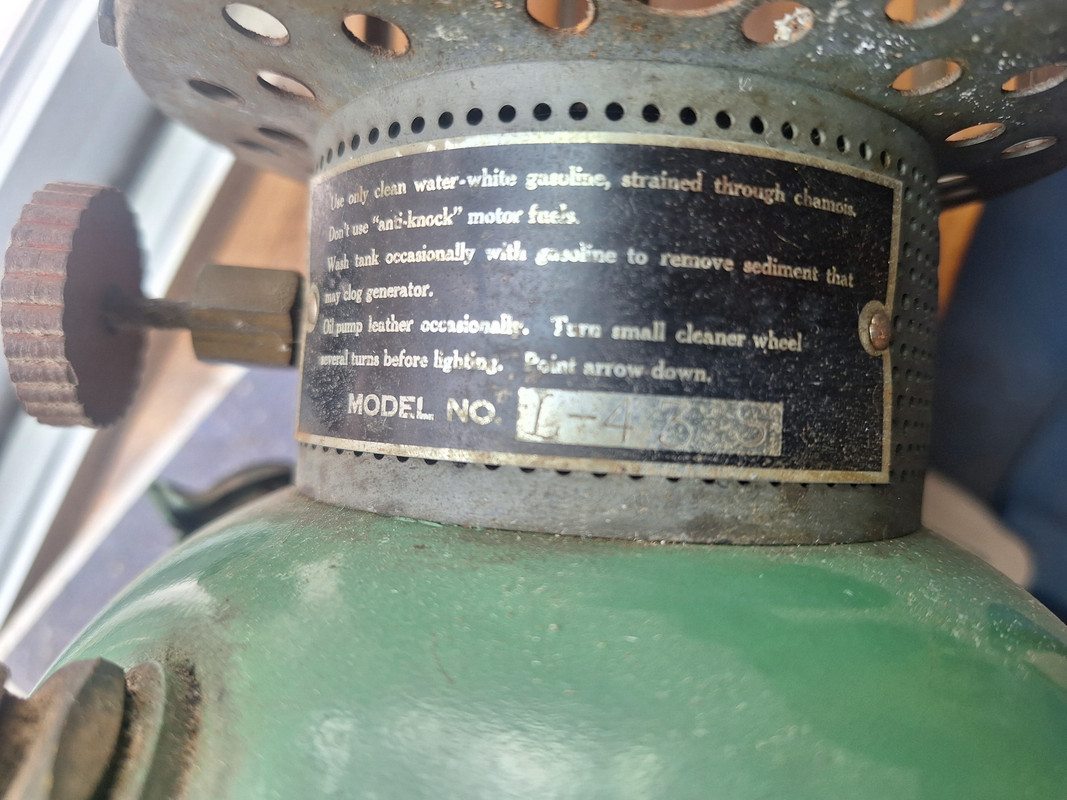 Use only clean water-white gasoline, strained through chamois.
Don't use "anti-knock" motor fuels.
Wash tank occasionally with gasoline to remove sediment that
may clog generator.
Oil pump leather occasionally. Turn small cleaner wheel
several turns before lighting. Point arrow down.
MODEL NO.